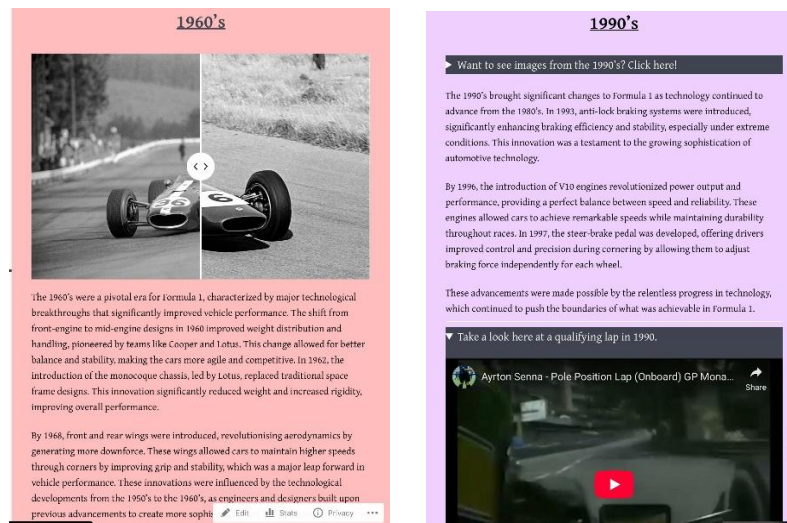 1960's
The 1960's were a pivotal era for Formula 1, characterized by major technological
breakthroughs that significantly improved vehicle performance. The shift from
front-engine to mid-engine designs in 1960 improved weight distribution and
handling, pioneered by teams like Cooper and Lotus. This change allowed for better
balance and stability, making the cars more agile and competitive. In 1962, the
introduction of the monocoque chassis, led by Lotus, replaced traditional space
frame designs. This innovation significantly reduced weight and increased rigidity,
improving overall performance.
By 1968, front and rear wings were introduced, revolutionising aerodynamics by
generating more downforce. These wings allowed cars to maintain higher speeds
through corners by improving grip and stability, which was a major leap forward in
vehicle performance. These innovations were influenced by the technological
developments from the 1950's to the 1960's, as engineers and designers built upon
previous advancements to create more
Edit Stats Privacy
1990's
Want to see images from the 1990's? Click here!
The 1990's brought significant changes to Formula 1 as technology continued to
advance from the 1980's. In 1993, anti-lock braking systems were introduced,
significantly enhancing braking efficiency and stability, especially under extreme
conditions. This innovation was a testament to the growing sophistication of
automotive technology.
By 1996, the introduction of V10 engines revolutionized power output and
performance, providing a perfect balance between speed and reliability. These
engines allowed cars to achieve remarkable speeds while maintaining durability
throughout races. In 1997, the steer-brake pedal was developed, offering drivers
improved control and precision during cornering by allowing them to adjust
braking force independently for each wheel.
These advancements were made possible by the relentless progress in technology,
which continued to push the boundaries of what was achievable in Formula 1.
Take a look here at a qualifying lap in 1990.
Ayrton Senna - Pole Position Lap (Onboard) GP Mona...
Share